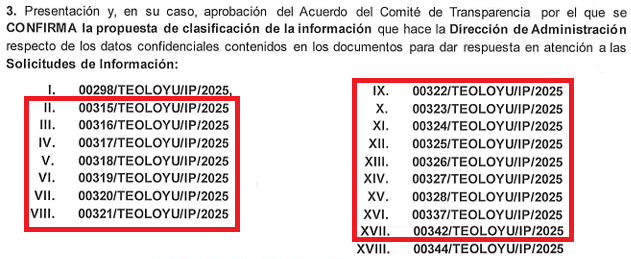 3. Presentación y, en su caso, aprobación del Acuerdo del Comité de Transparencia por el que se
CONFIRMA la propuesta de clasificación de la información que hace la Dirección de Administración
respecto de los datos confidenciales contenidos en los documentos para dar respuesta en atención a las
Solicitudes de Información:
I. 00298/TEOLOYU/IP/2025,
II. 00315/TEOLOYU/IP/2025
III. 00316/TEOLOYU/IP/2025
IV. 00317/TEOLOYU/IP/2025
V. 00318/TEOLOYU/IP/2025
VI. 00319/TEOLOYU/IP/2025
VII. 00320/TEOLOYU/IP/2025
VIII. 00321/TEOLOYU/IP/2025
IX. 00322/TEOLOYU/IP/2025
X. 00323/TEOLOYU/IP/2025
XI. 00324/TEOLOYU/IP/2025
XII. 00325/TEOLOYU/IP/2025
XIII. 00326/TEOLOYU/IP/2025
XIV. 00327/TEOLOYU/IP/2025
XV. 00328/TEOLOYU/IP/2025
XVI. 00337/TEOLOYU/IP/2025
XVII. 00342/TEOLOYU/IP/2025
XVIII. 00344/TEOLOYU/IP/2025